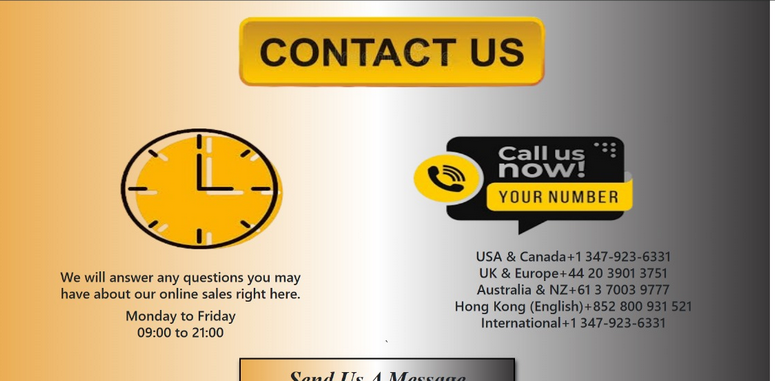 CONTACT US
Call us
now!
YOUR NUMBER
We will answer any questions you may
have about our online sales right here.
Monday to Friday
09:00 to 21:00
USA & Canada+1 347-923-6331
UK & Europe+44 20 3901 3751
Australia & NZ+61 3 7003 9777
Hong Kong (English)+852 800 931 521
International+1 347-923-6331
Send Us A Message